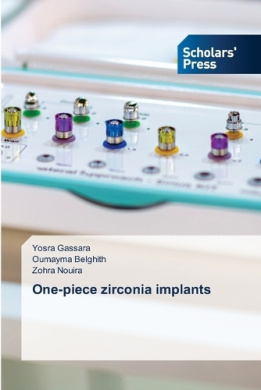 Scholars'
Press
Yosra Gassara
Oumayma Belghith
Zohra Nouira
One-piece zirconia implants